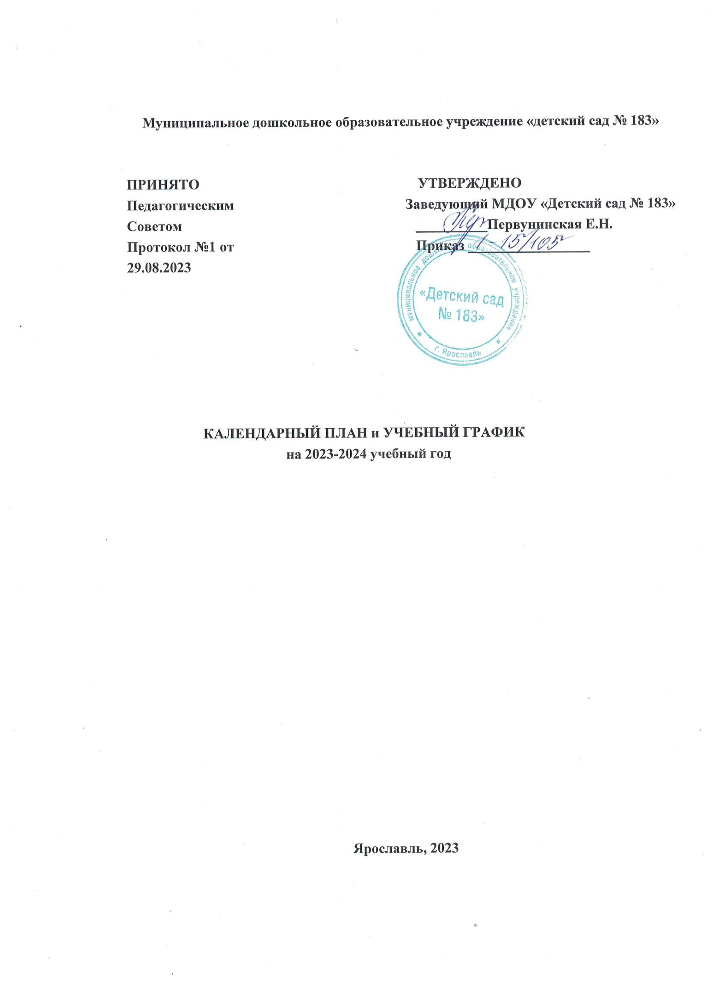 Муниципальное дошкольное образовательное учреждение «детский сад № 183»
ПРИНЯТО
Педагогическим
Советом
Протокол №1 от
29.08.2023
УТВЕРЖДЕНО
Заведующий МДОУ «Детский сад № 183»
Первунинская Е.Н.
Приказ 1-15/105
муниципальное дошкольное образовательное учреждение
«Детский сад
№ 183»
г. Ярославль
КАЛЕНДАРНЫЙ ПЛАН и УЧЕБНЫЙ ГРАФИК
на 2023-2024 учебный год
Ярославль, 2023